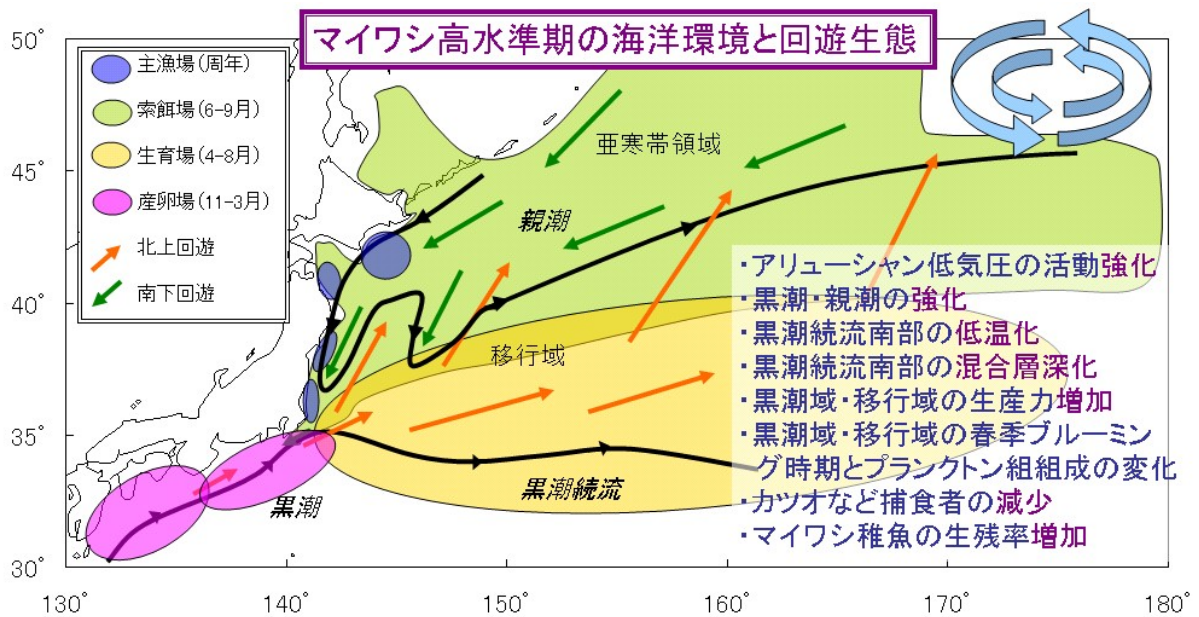 マイワシ高水準期の海洋環境と回遊生態
50°
45°
40°
35°
30°
130°
140°
150°
160°
170°
180°
主漁場(周年)
索餌場(6-9月)
生育場(4-8月)
産卵場(11-3月)
北上回遊
南下回遊
亜寒帯領域
親潮
移行域
黒潮続流
黒潮
・アリューシャン低気圧の活動強化
・黒潮・親潮の強化
・黒潮続流南部の低温化
・黒潮続流南部の混合層深化
・黒潮域・移行域の生産力増加
・黒潮域・移行域の春季ブルーミン
グ時期とプランクトン組組成の変化
・カツオなど捕食者の減少
・マイワシ稚魚の生残率増加